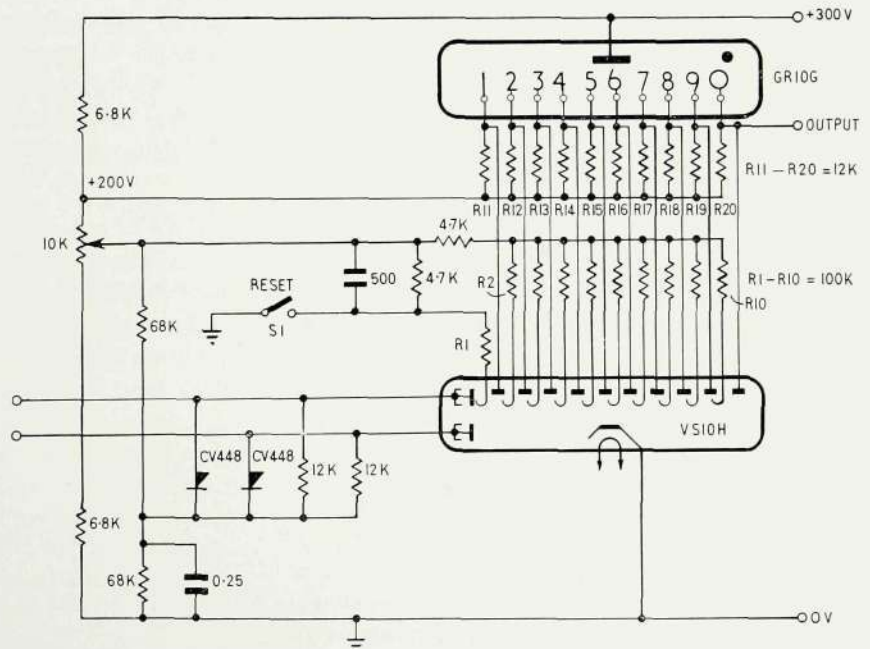 +300V
GR10G
1 2 3 4 5 6 7 8 9 0
OUTPUT
6·8K
R11 – R20 = 12K
+200V
R11 R12 R13 R14 R15 R16 R17 R18 R19 R20
10K
4·7K
RESET
500
4·7K
R2
R1 – R10 = 100K
R10
S1
68K
R1
VS10H
CV448 CV448
12K
12K
6·8K
68K
0·25
0V